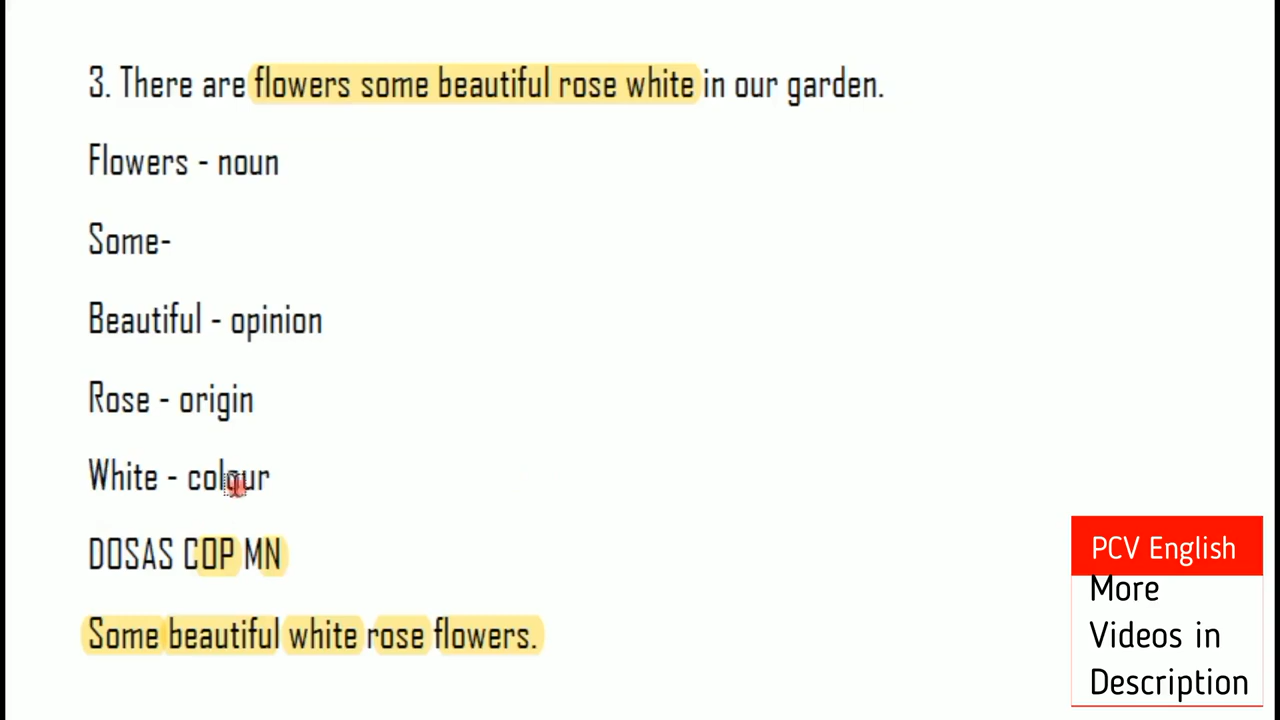 3. There are flowers some beautiful rose white in our garden.
Flowers - noun
Some-
Beautiful - opinion
Rose - origin
White - colour
DOSAS COP MN
Some beautiful white rose flowers.
PCV English
More
Videos in
Description